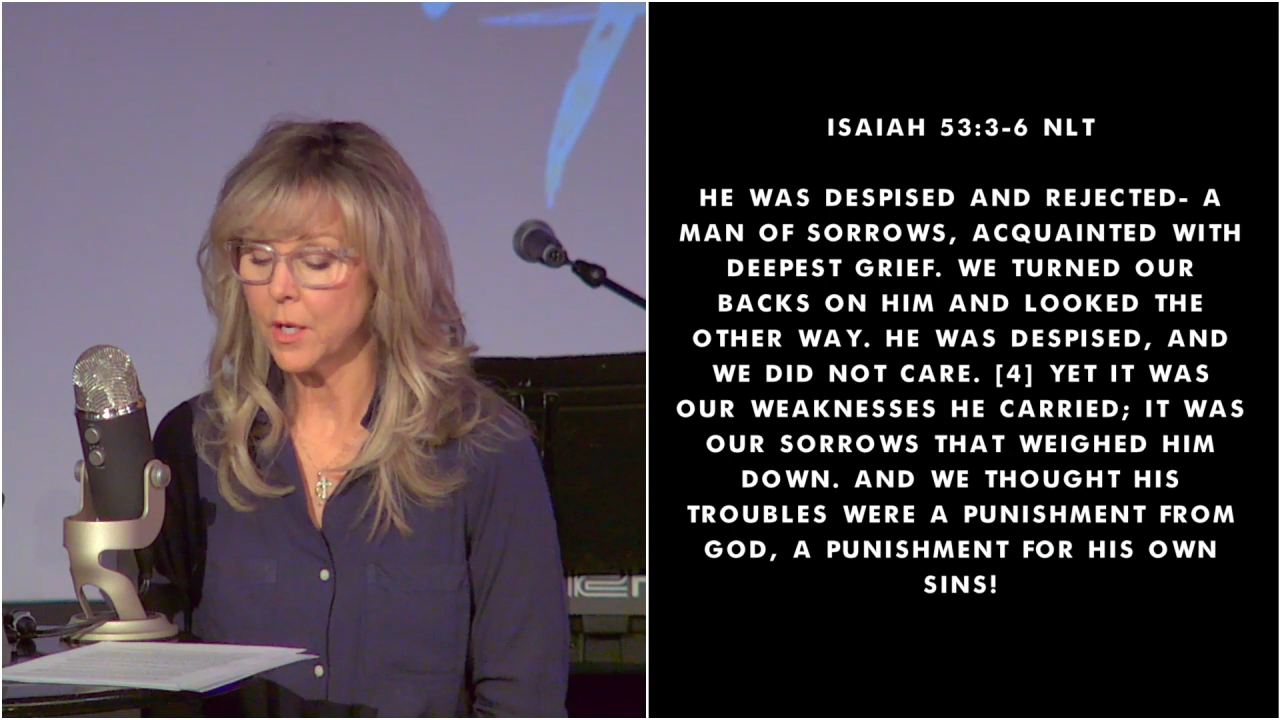 ISAIAH 53:3-6 NLT
HE WAS DESPISED AND REJECTED- A
MAN OF SORROWS, ACQUAINTED WITH
DEEPEST GRIEF. WE TURNED OUR
BACKS ON HIM AND LOOKED THE
OTHER WAY. HE WAS DESPISED, AND
WE DID NOT CARE. [4] YET IT WAS
OUR WEAKNESSES HE CARRIED; IT WAS
OUR SORROWS THAT WEIGHED HIM
DOWN. AND WE THOUGHT HIS
TROUBLES WERE A PUNISHMENT FROM
GOD, A PUNISHMENT FOR HIS OWN
SINS!